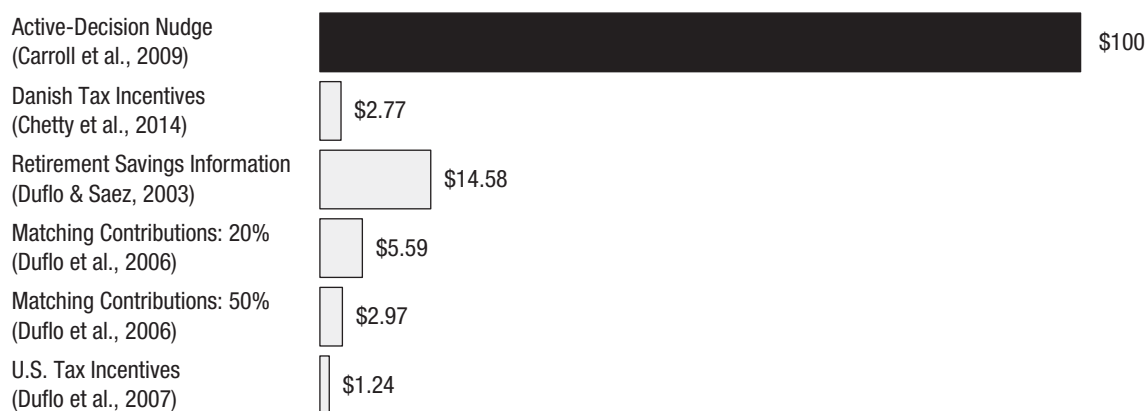 Active-Decision Nudge
(Carroll et al., 2009)
$100
Danish Tax Incentives
(Chetty et al., 2014)
$2.77
Retirement Savings Information
(Duflo & Saez, 2003)
$14.58
Matching Contributions: 20%
(Duflo et al., 2006)
$5.59
Matching Contributions: 50%
(Duflo et al., 2006)
$2.97
U.S. Tax Incentives
(Duflo et al., 2007)
$1.24